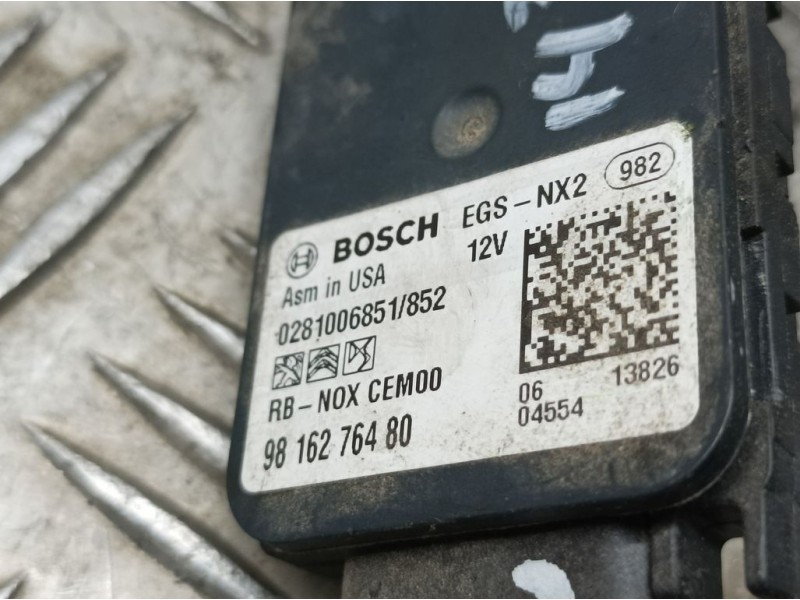 BOSCH EGS-NX2 982
Asm in USA 12V
0281006851/852
RB-NOX CEM00
98 162 764 80
06 13826
04554